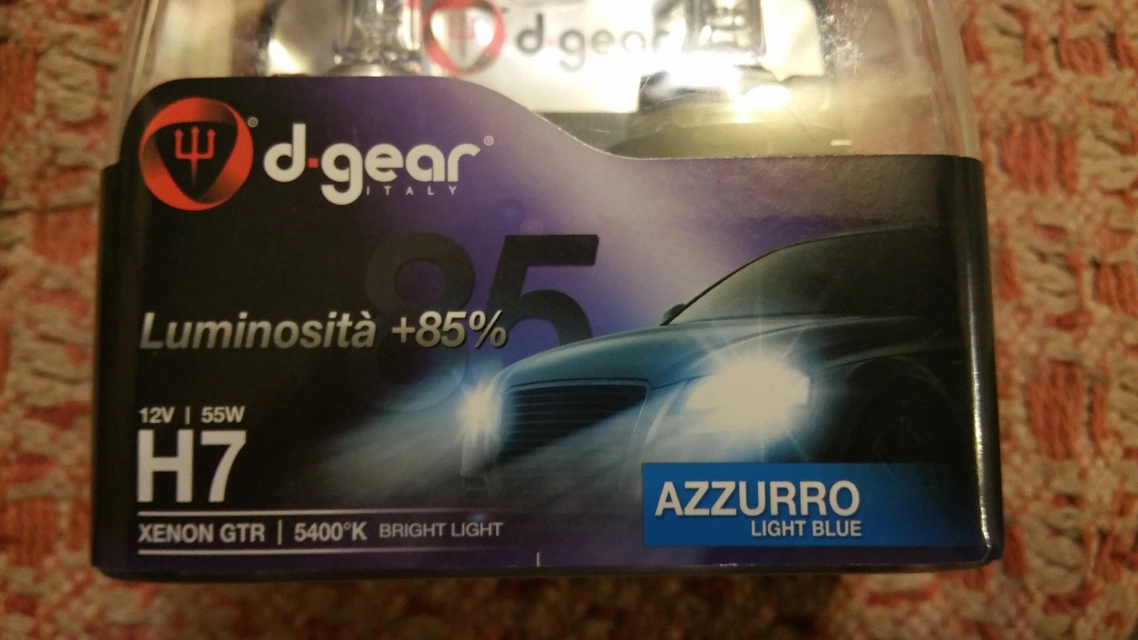 d-gear
d-gear®
ITALY
85
Luminosità +85%
12V | 55W
H7
XENON GTR | 5400°K BRIGHT LIGHT
AZZURRO
LIGHT BLUE